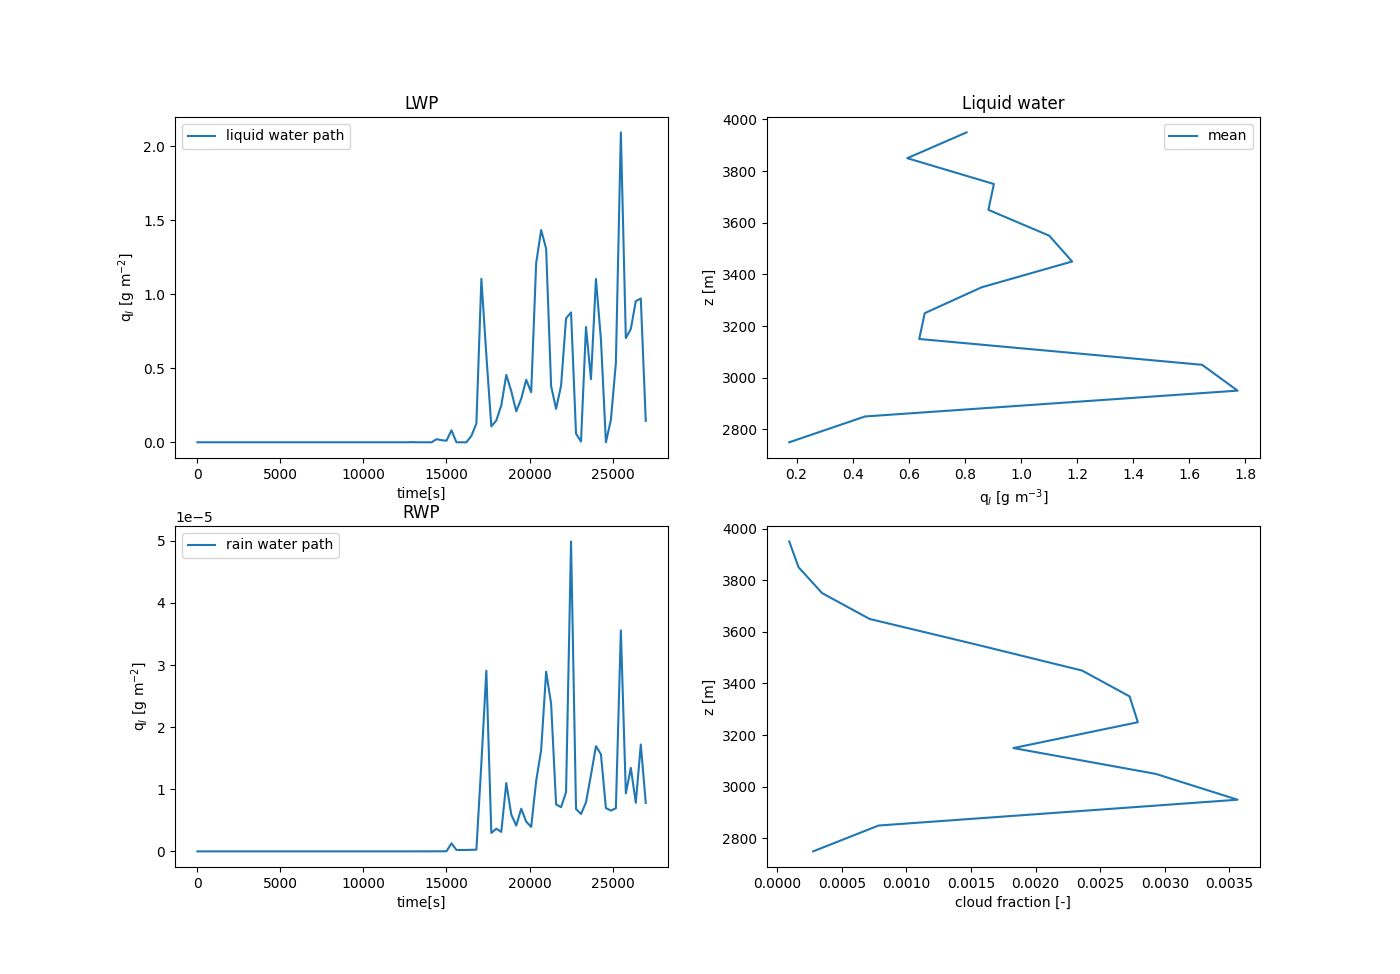 LWP
liquid water path
2.0
1.5
1.0
0.5
0.0
q_l [g m^−2]
0 5000 10000 15000 20000 25000
time[s]
Liquid water
mean
4000
3800
3600
3400
3200
3000
2800
z [m]
0.2 0.4 0.6 0.8 1.0 1.2 1.4 1.6 1.8
q_l [g m^−3]
RWP
1e−5
rain water path
5
4
3
2
1
0
q_l [g m^−2]
0 5000 10000 15000 20000 25000
time[s]
4000
3800
3600
3400
3200
3000
2800
z [m]
0.0000 0.0005 0.0010 0.0015 0.0020 0.0025 0.0030 0.0035
cloud fraction [-]